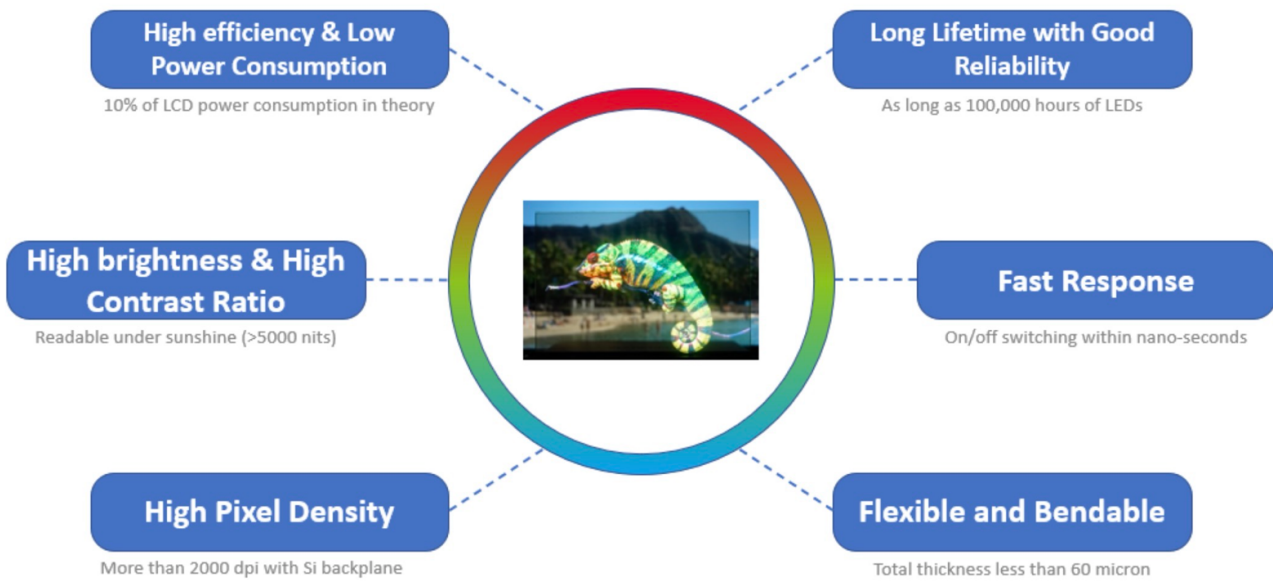 High efficiency & Low
Power Consumption
10% of LCD power consumption in theory
Long Lifetime with Good
Reliability
As long as 100,000 hours of LEDs
High brightness & High
Contrast Ratio
Readable under sunshine (>5000 nits)
Fast Response
On/off switching within nano-seconds
High Pixel Density
More than 2000 dpi with Si backplane
Flexible and Bendable
Total thickness less than 60 micron